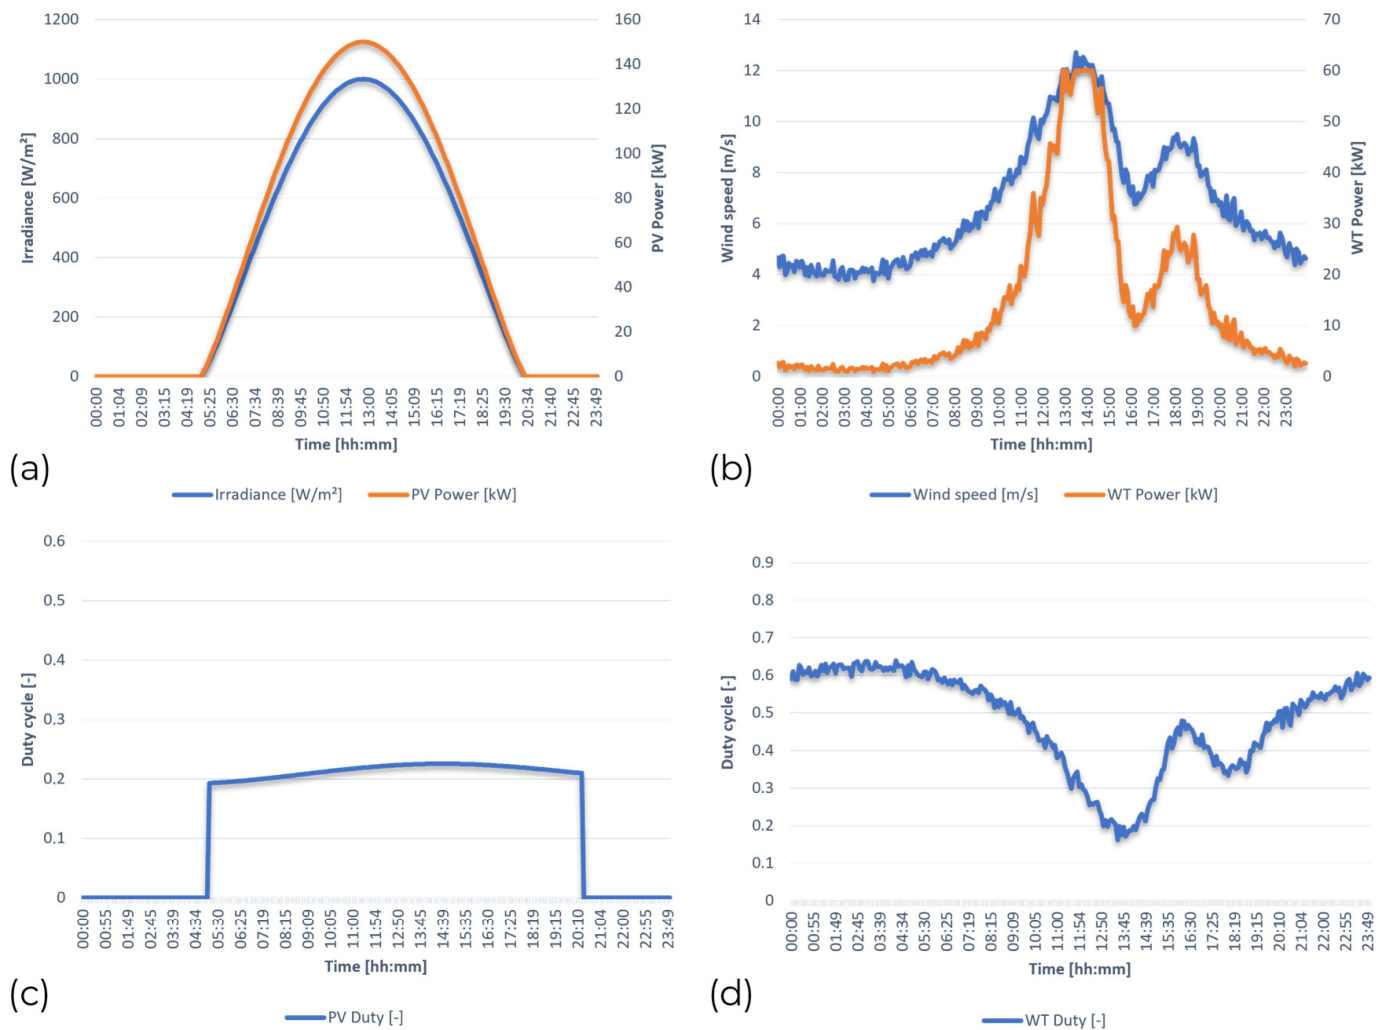 1200
1000
800
600
400
200
0
Irradiance [W/m²]
160
140
120
100
80
60
40
20
0
PV Power [kW]
00:00 01:04 02:09 03:15 04:19 05:25 06:30 07:34 08:39 09:45 10:50 11:54 13:00 14:05 15:09 16:15 17:19 18:25 19:30 20:34 21:40 22:45 23:49
Time [hh:mm]
(a)
Irradiance [W/m²] PV Power [kW]
14
12
10
8
6
4
2
0
Wind speed [m/s]
70
60
50
40
30
20
10
0
WT Power [kW]
00:00 01:00 02:00 03:00 04:00 05:00 06:00 07:00 08:00 09:00 10:00 11:00 12:00 13:00 14:00 15:00 16:00 17:00 18:00 19:00 20:00 21:00 22:00 23:00
Time [hh:mm]
(b)
Wind speed [m/s] WT Power [kW]
0.6
0.5
0.4
0.3
0.2
0.1
0
Duty cycle [-]
00:00 00:55 01:49 02:45 03:39 04:34 05:30 06:25 07:19 08:15 09:09 10:05 11:00 11:54 12:50 13:45 14:39 15:35 16:30 17:25 18:19 19:15 20:10 21:04 22:00 22:55 23:49
Time [hh:mm]
(c)
PV Duty [-]
0.9
0.8
0.7
0.6
0.5
0.4
0.3
0.2
0.1
0
Duty cycle [-]
00:00 00:55 01:49 02:45 03:39 04:34 05:30 06:25 07:19 08:15 09:09 10:05 11:00 11:54 12:50 13:45 14:39 15:35 16:30 17:25 18:19 19:15 20:10 21:04 22:00 22:55 23:49
Time [hh:mm]
(d)
WT Duty [-]